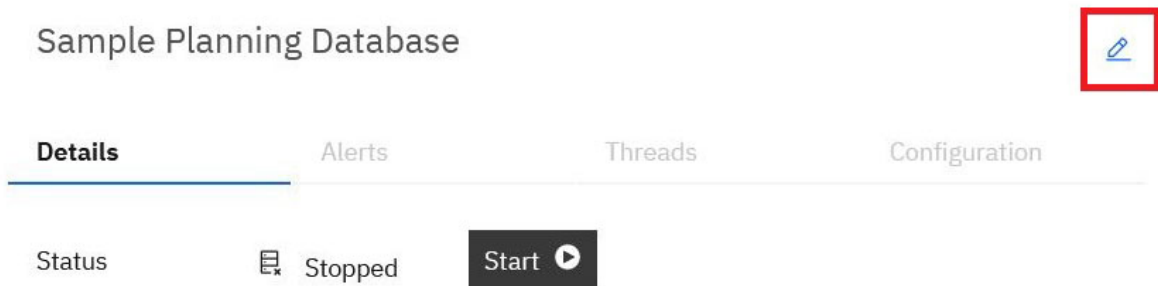 Sample Planning Database
Details Alerts Threads Configuration
Status Stopped Start